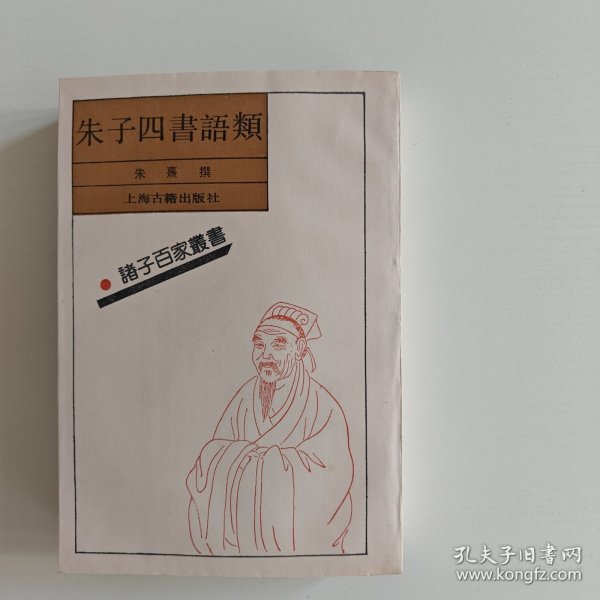 朱子四書語類
朱熹 撰
上海古籍出版社
諸子百家叢書
孔夫子旧書网
www.kongfz.com